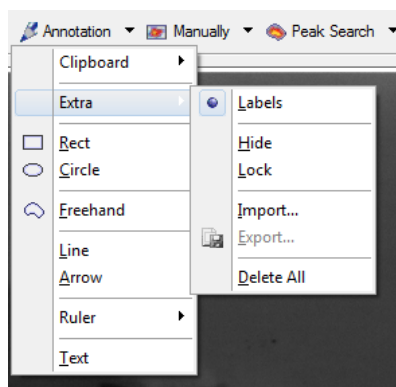 Annotation Manually Peak Search
Clipboard
Extra
Rect
Circle
Freehand
Line
Arrow
Ruler
Text
Labels
Hide
Lock
Import...
Export...
Delete All